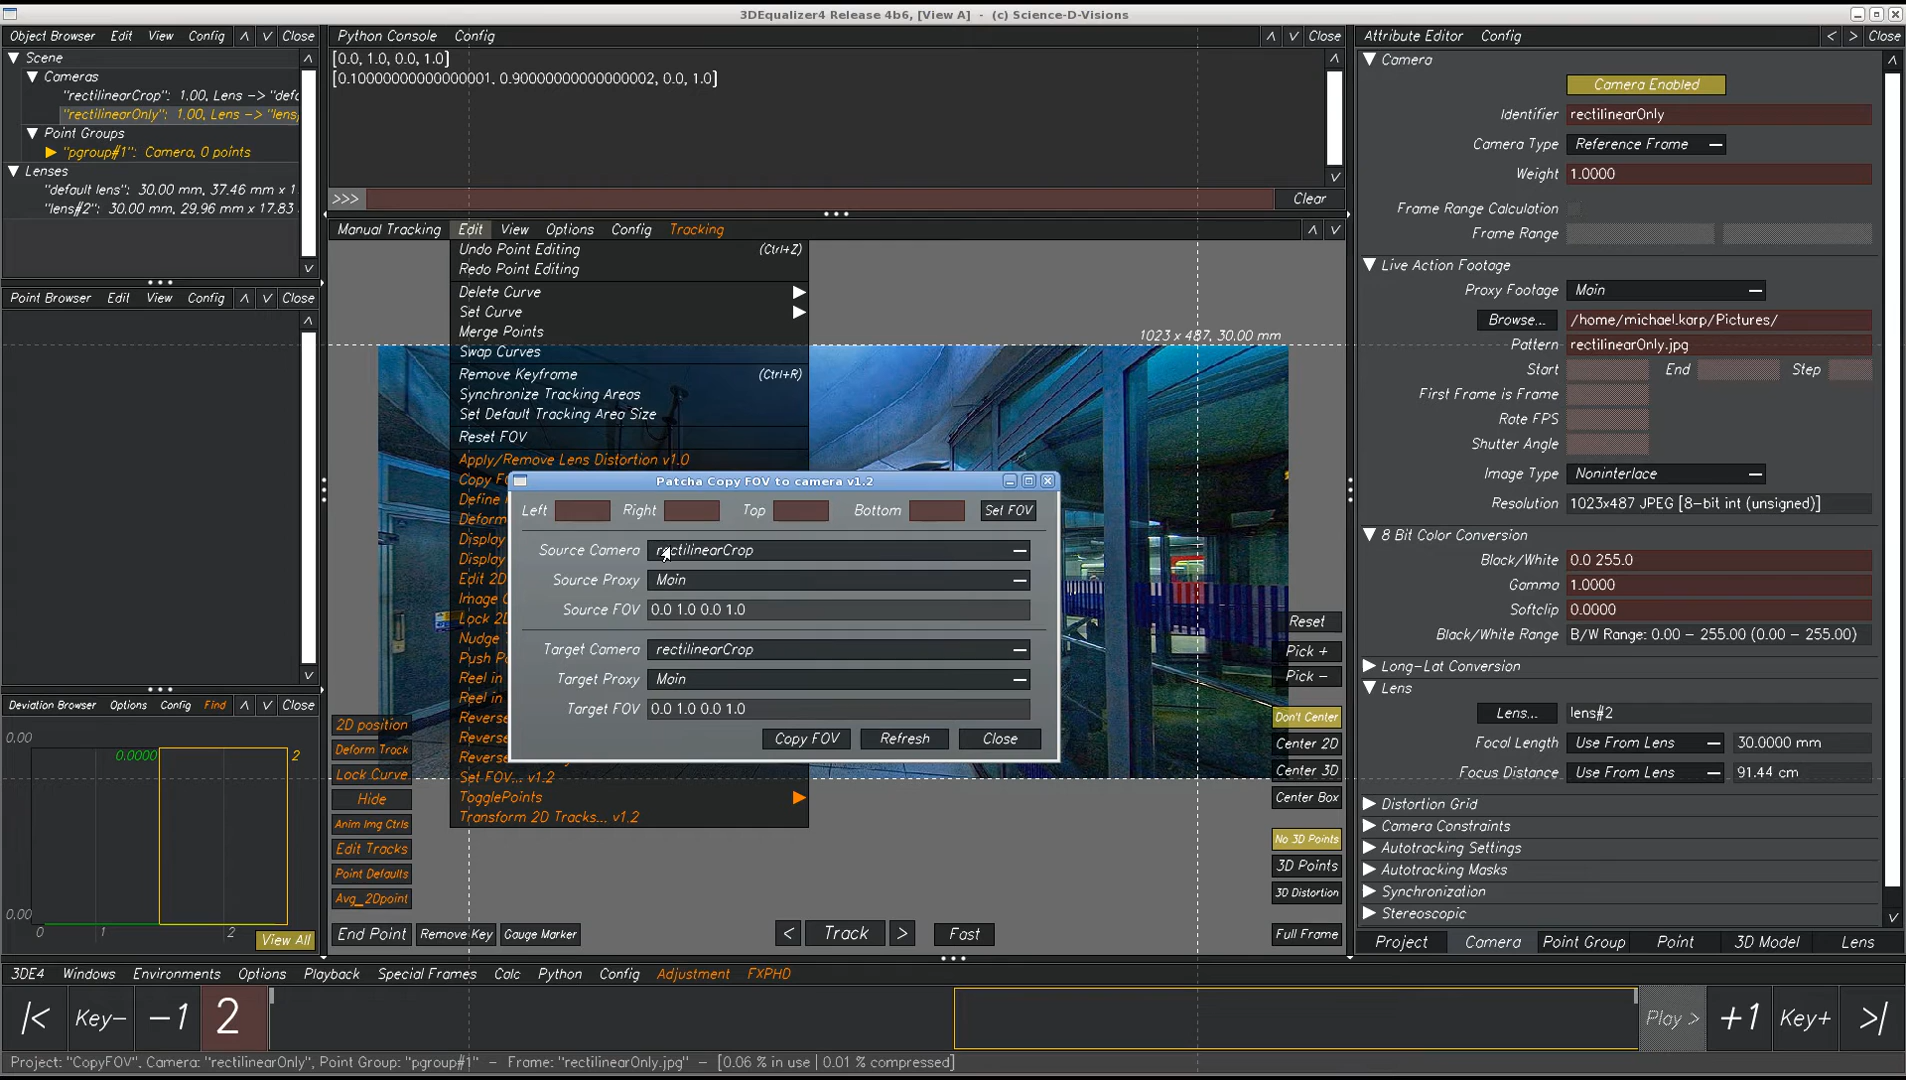 3DEqualizer4 Release 4b6, [View A] - (c) Science-D-Visions
Object Browser Edit View Config Close
Scene
Cameras
"rectilinearCrop": 1.00, Lens -> "defa
"rectilinearOnly": 1.00, Lens -> "lens
Point Groups
"pgroup#1": Camera, 0 points
Lenses
"default lens": 30.00 mm, 37.46 mm x 1
"lens#2": 30.00 mm, 29.96 mm x 17.83
Point Browser Edit View Config Close
Deviation Browser Options Config Find Close
0.00
0.0000
2
0.00
0 1 2
View All
Python Console Config Close
[0.0, 1.0, 0.0, 1.0]
[0.10000000000000001, 0.90000000000000002, 0.0, 1.0]
>>> Clear
Manual Tracking Edit View Options Config Tracking
Undo Point Editing (Ctrl+Z)
Redo Point Editing
Delete Curve
Set Curve
Merge Points
Swap Curves
Remove Keyframe (Ctrl+R)
Synchronize Tracking Areas
Set Default Tracking Area Size
Reset FOV
Apply/Remove Lens Distortion v1.0
Copy F
Define
Deform
Display
Display
Edit 2D
Image
Lock 2D
Nudge
Push P
Reel in
Reel in
Reverse
Reverse
Reverse
Set FOV... v1.2
TogglePoints
Transform 2D Tracks... v1.2
1023 x 487, 30.00 mm
Patcha Copy FOV to camera v1.2
Left Right Top Bottom Set FOV
Source Camera rectilinearCrop
Source Proxy Main
Source FOV 0.0 1.0 0.0 1.0
Target Camera rectilinearCrop
Target Proxy Main
Target FOV 0.0 1.0 0.0 1.0
Copy FOV Refresh Close
2D position
Deform Track
Lock Curve
Hide
Anim Img Ctrls
Edit Tracks
Point Defaults
Avg_2Dpoint
Reset
Pick +
Pick -
Don't Center
Center 2D
Center 3D
Center Box
No 3D Points
3D Points
3D Distortion
End Point Remove Key Gauge Marker < Track > Fast Full Frame
Attribute Editor Config < > Close
Camera
Camera Enabled
Identifier rectilinearOnly
Camera Type Reference Frame
Weight 1.0000
Frame Range Calculation
Frame Range
Live Action Footage
Proxy Footage Main
Browse... /home/michael.karp/Pictures/
Pattern rectilinearOnly.jpg
Start End Step
First Frame is Frame
Rate FPS
Shutter Angle
Image Type Noninterlace
Resolution 1023x487 JPEG [8-bit int (unsigned)]
8 Bit Color Conversion
Black/White 0.0 255.0
Gamma 1.0000
Softclip 0.0000
Black/White Range B/W Range: 0.00 - 255.00 (0.00 - 255.00)
Long-Lat Conversion
Lens
Lens... lens#2
Focal Length Use From Lens 30.0000 mm
Focus Distance Use From Lens 91.44 cm
Distortion Grid
Camera Constraints
Autotracking Settings
Autotracking Masks
Synchronization
Stereoscopic
Project Camera Point Group Point 3D Model Lens
3DE4 Windows Environments Options Playback Special Frames Calc Python Config Adjustment FXPHD
|< Key- -1 2 Play > +1 Key+ >|
Project: "CopyFOV", Camera: "rectilinearOnly", Point Group: "pgroup#1" - Frame: "rectilinearOnly.jpg" - [0.06 % in use | 0.01 % compressed]